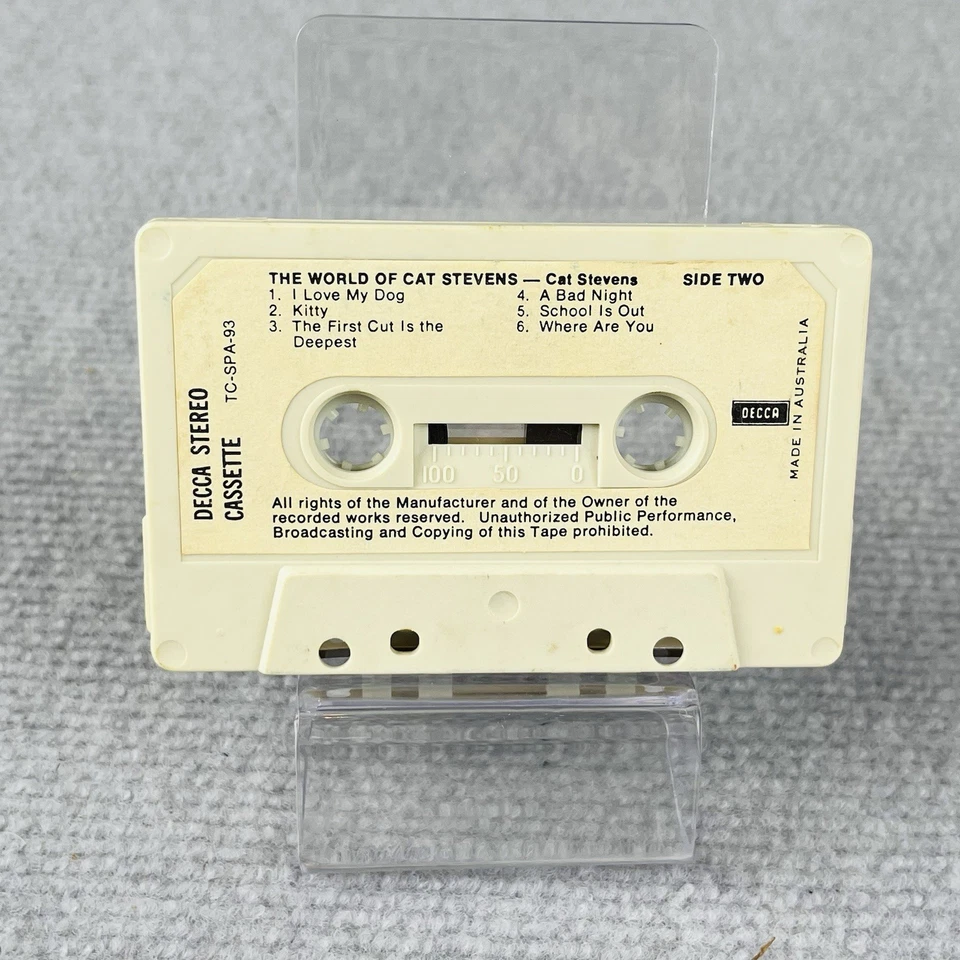 THE WORLD OF CAT STEVENS — Cat Stevens SIDE TWO
1. I Love My Dog
2. Kitty
3. The First Cut Is the
Deepest
4. A Bad Night
5. School Is Out
6. Where Are You
DECCA STEREO
CASSETTE
TC-SPA-93
DECCA
MADE IN AUSTRALIA
100 50 0
All rights of the Manufacturer and of the Owner of the
recorded works reserved. Unauthorized Public Performance,
Broadcasting and Copying of this Tape prohibited.